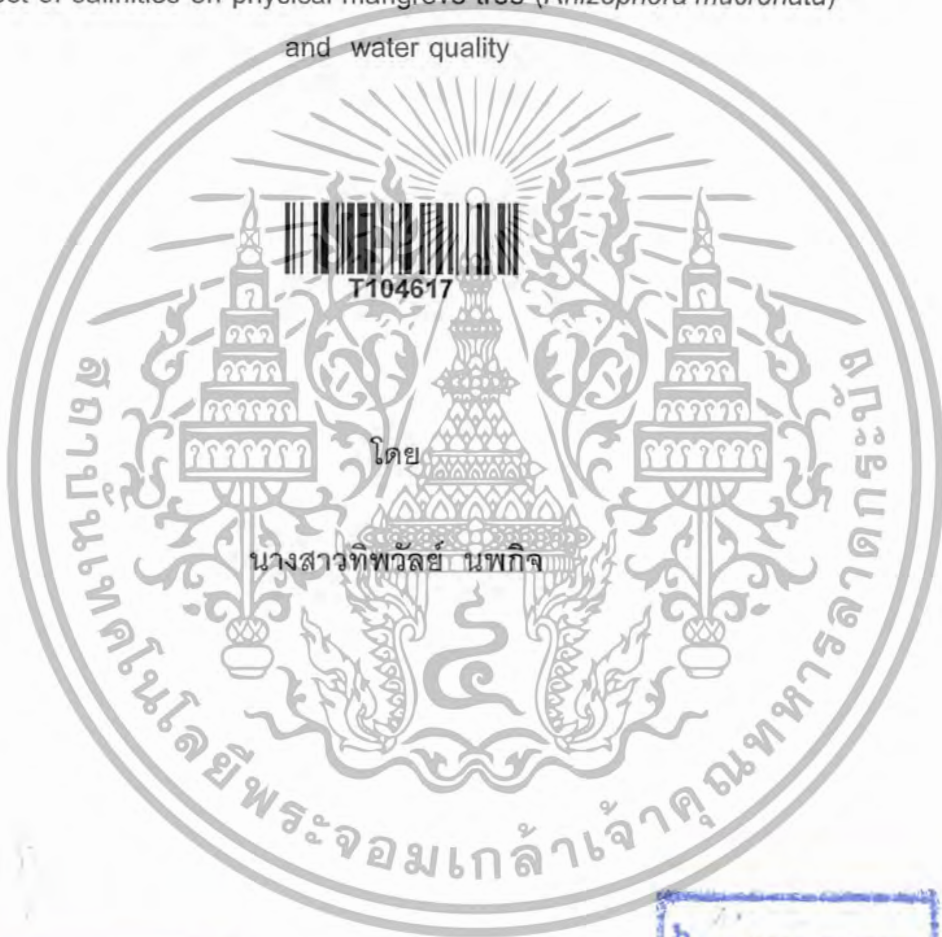 ct of salinities on physical mangrove tree (Rhizophora mucronata)
and water quality
T104617
โดย
นางสาวทิพวัลย์ นพกิจ
สถาบันเทคโนโลยีพระจอมเกล้าเจ้าคุณทหารลาดกระบัง